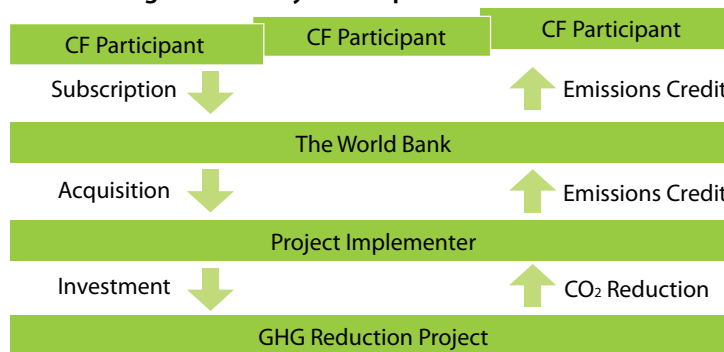 CF Participant CF Participant CF Participant
Subscription Emissions Credit
The World Bank
Acquisition Emissions Credit
Project Implementer
Investment CO₂ Reduction
GHG Reduction Project